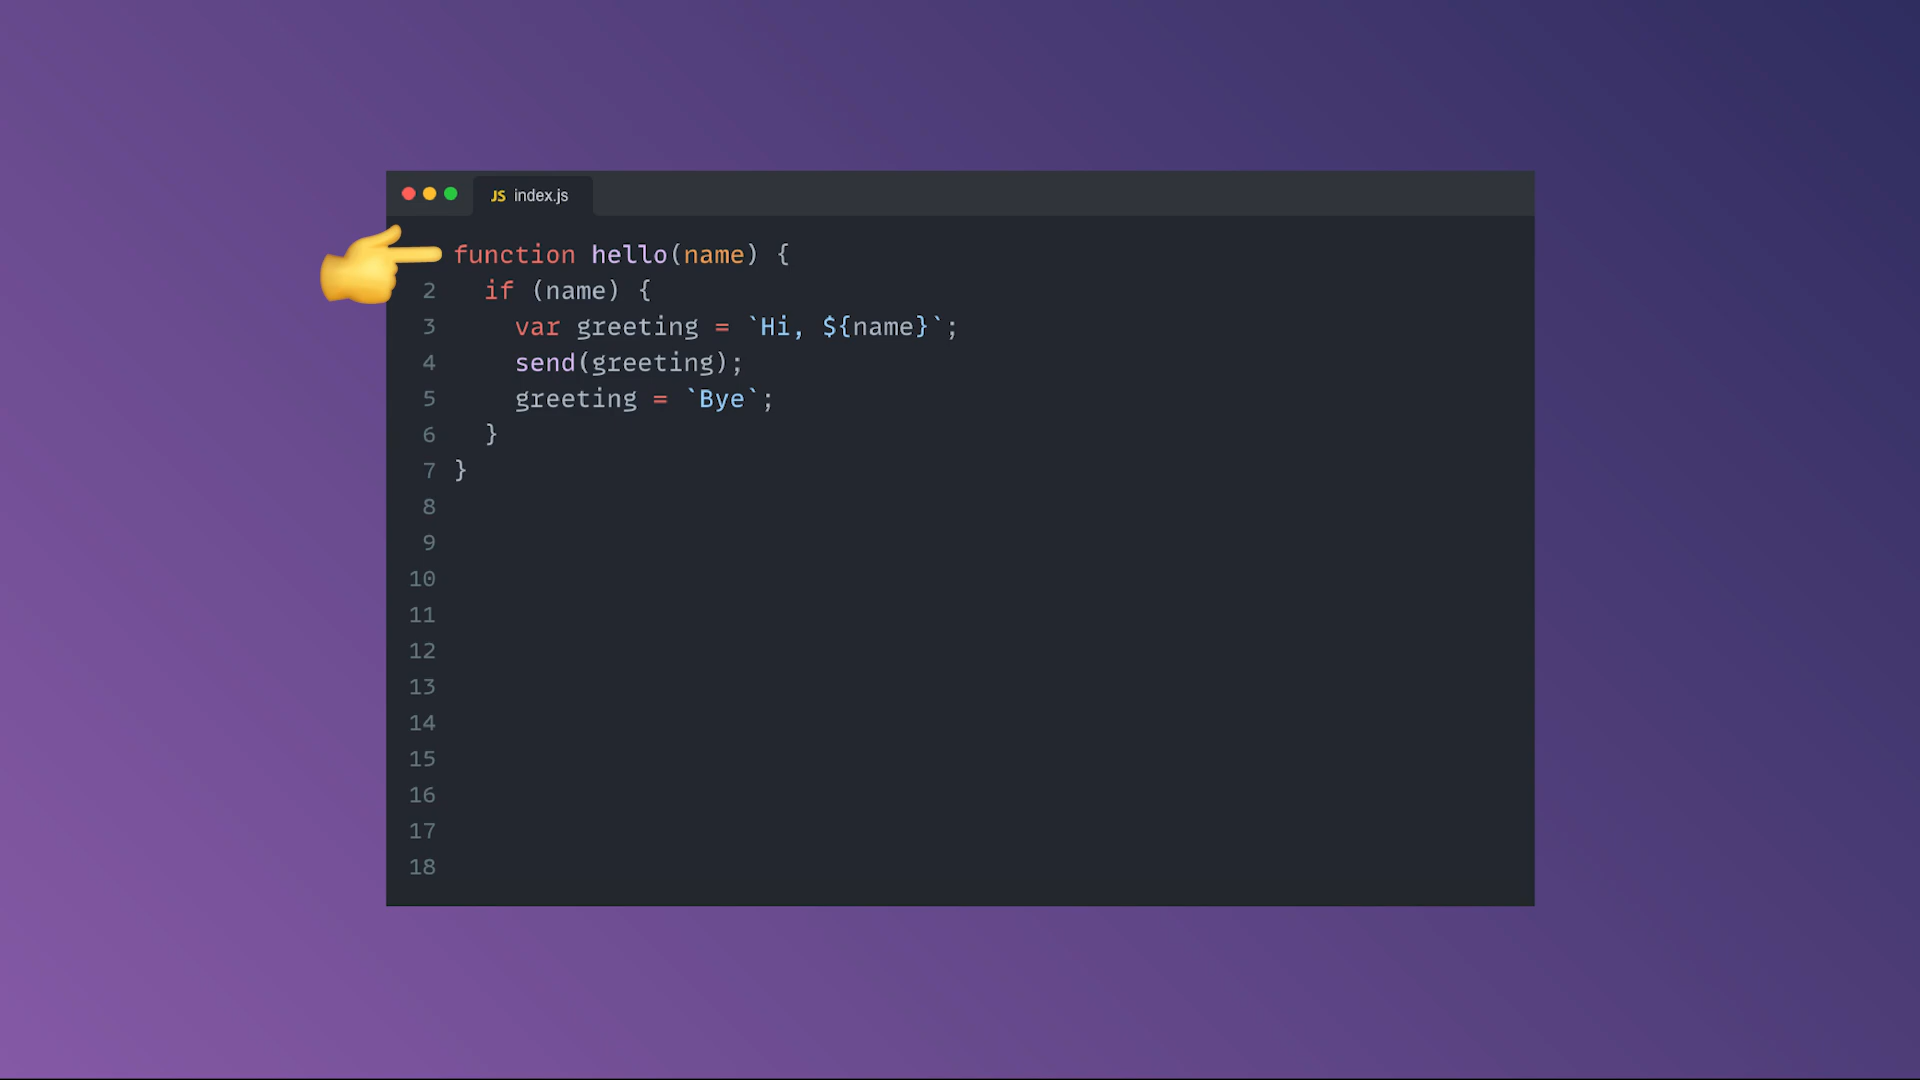 JS index.js
function hello(name) {
2   if (name) {
3     var greeting = `Hi, ${name}`;
4     send(greeting);
5     greeting = `Bye`;
6   }
7 }
8
9
10
11
12
13
14
15
16
17
18